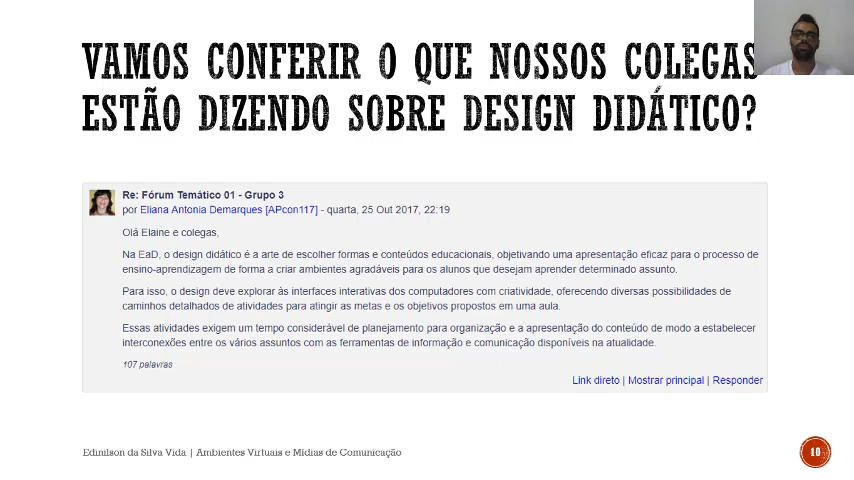 VAMOS CONFERIR O QUE NOSSOS COLEGAS
ESTÃO DIZENDO SOBRE DESIGN DIDÁTICO?
Re: Fórum Temático 01 - Grupo 3
por Eliana Antonia Demarques [APcon117] - quarta, 25 Out 2017, 22:19
Olá Elaine e colegas,
Na EaD, o design didático é a arte de escolher formas e conteúdos educacionais, objetivando uma apresentação eficaz para o processo de
ensino-aprendizagem de forma a criar ambientes agradáveis para os alunos que desejam aprender determinado assunto.
Para isso, o design deve explorar às interfaces interativas dos computadores com criatividade, oferecendo diversas possibilidades de
caminhos detalhados de atividades para atingir as metas e os objetivos propostos em uma aula.
Essas atividades exigem um tempo considerável de planejamento para organização e a apresentação do conteúdo de modo a estabelecer
interconexões entre os vários assuntos com as ferramentas de informação e comunicação disponíveis na atualidade.
107 palavras
Link direto | Mostrar principal | Responder
Edinilson da Silva Vida | Ambientes Virtuais e Mídias de Comunicação
10